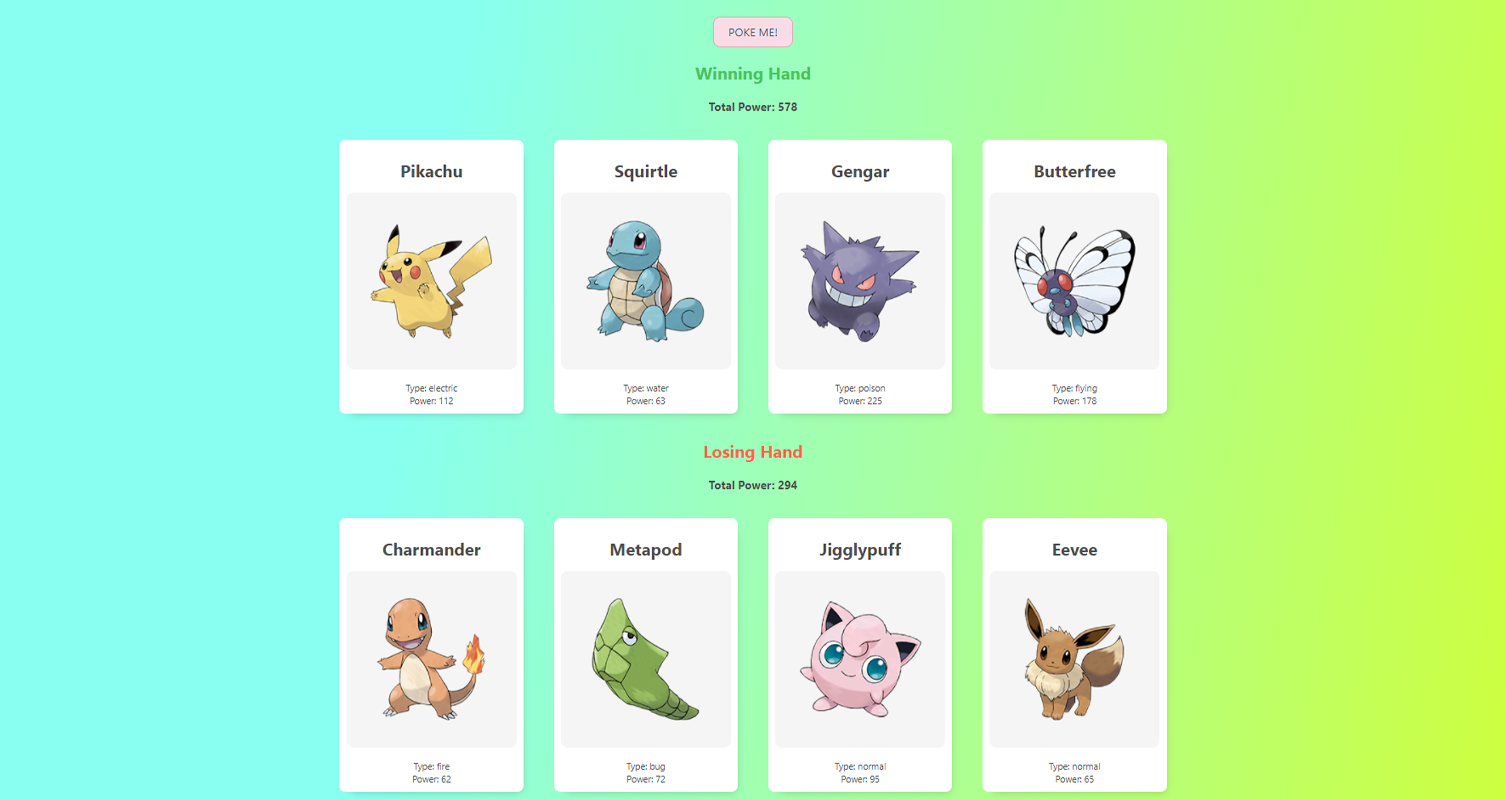 POKE ME!
Winning Hand
Total Power: 578
Pikachu
Type: electric
Power: 112
Squirtle
Type: water
Power: 63
Gengar
Type: poison
Power: 225
Butterfree
Type: flying
Power: 178
Losing Hand
Total Power: 294
Charmander
Type: fire
Power: 62
Metapod
Type: bug
Power: 72
Jigglypuff
Type: normal
Power: 95
Eevee
Type: normal
Power: 65